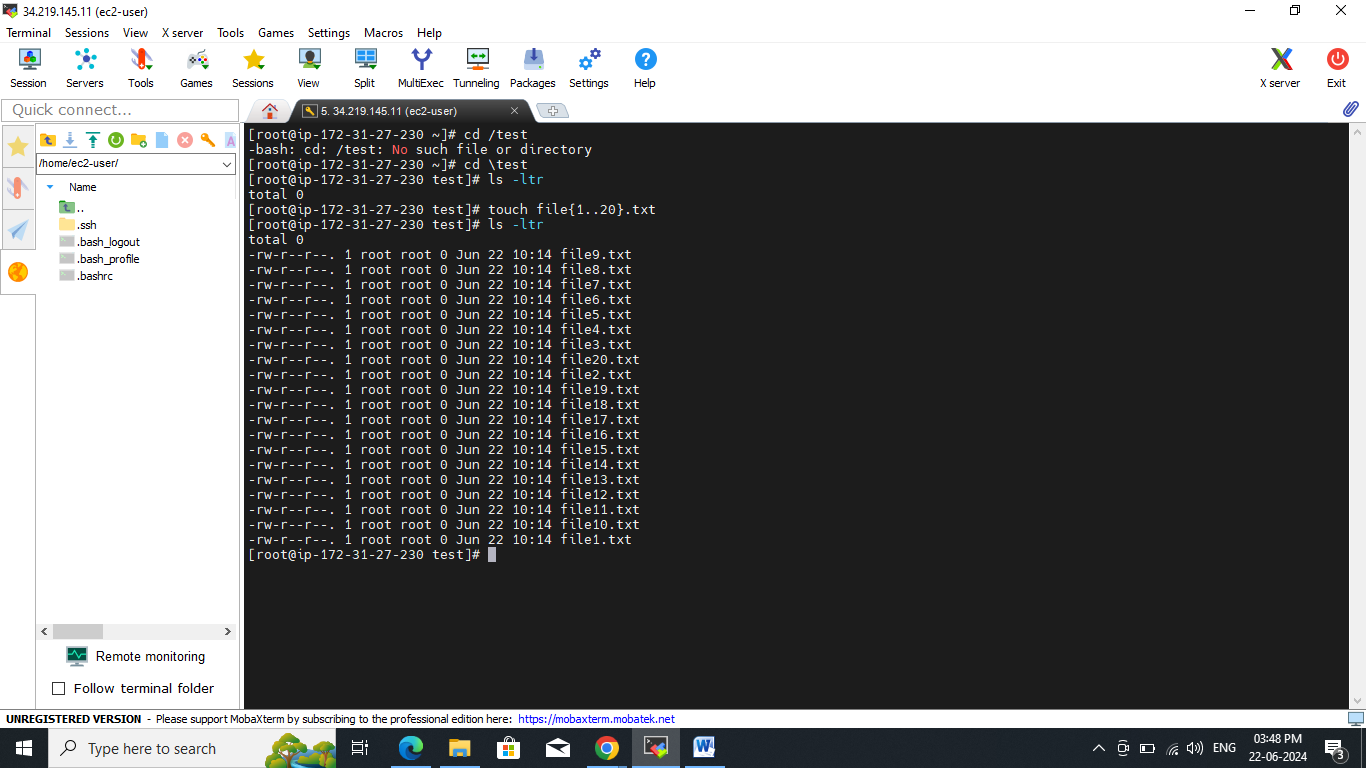 34.219.145.11 (ec2-user)
Terminal Sessions View X server Tools Games Settings Macros Help
Session Servers Tools Games Sessions View Split MultiExec Tunneling Packages Settings Help X server Exit
Quick connect...
5. 34.219.145.11 (ec2-user)
/home/ec2-user/
Name
..
.ssh
.bash_logout
.bash_profile
.bashrc
[root@ip-172-31-27-230 ~]# cd /test
-bash: cd: /test: No such file or directory
[root@ip-172-31-27-230 ~]# cd \test
[root@ip-172-31-27-230 test]# ls -ltr
total 0
[root@ip-172-31-27-230 test]# touch file{1..20}.txt
[root@ip-172-31-27-230 test]# ls -ltr
total 0
-rw-r--r--. 1 root root 0 Jun 22 10:14 file9.txt
-rw-r--r--. 1 root root 0 Jun 22 10:14 file8.txt
-rw-r--r--. 1 root root 0 Jun 22 10:14 file7.txt
-rw-r--r--. 1 root root 0 Jun 22 10:14 file6.txt
-rw-r--r--. 1 root root 0 Jun 22 10:14 file5.txt
-rw-r--r--. 1 root root 0 Jun 22 10:14 file4.txt
-rw-r--r--. 1 root root 0 Jun 22 10:14 file3.txt
-rw-r--r--. 1 root root 0 Jun 22 10:14 file20.txt
-rw-r--r--. 1 root root 0 Jun 22 10:14 file2.txt
-rw-r--r--. 1 root root 0 Jun 22 10:14 file19.txt
-rw-r--r--. 1 root root 0 Jun 22 10:14 file18.txt
-rw-r--r--. 1 root root 0 Jun 22 10:14 file17.txt
-rw-r--r--. 1 root root 0 Jun 22 10:14 file16.txt
-rw-r--r--. 1 root root 0 Jun 22 10:14 file15.txt
-rw-r--r--. 1 root root 0 Jun 22 10:14 file14.txt
-rw-r--r--. 1 root root 0 Jun 22 10:14 file13.txt
-rw-r--r--. 1 root root 0 Jun 22 10:14 file12.txt
-rw-r--r--. 1 root root 0 Jun 22 10:14 file11.txt
-rw-r--r--. 1 root root 0 Jun 22 10:14 file10.txt
-rw-r--r--. 1 root root 0 Jun 22 10:14 file1.txt
[root@ip-172-31-27-230 test]#
Remote monitoring
Follow terminal folder
UNREGISTERED VERSION - Please support MobaXterm by subscribing to the professional edition here: https://mobaxterm.mobatek.net
Type here to search
ENG
03:48 PM
22-06-2024
3